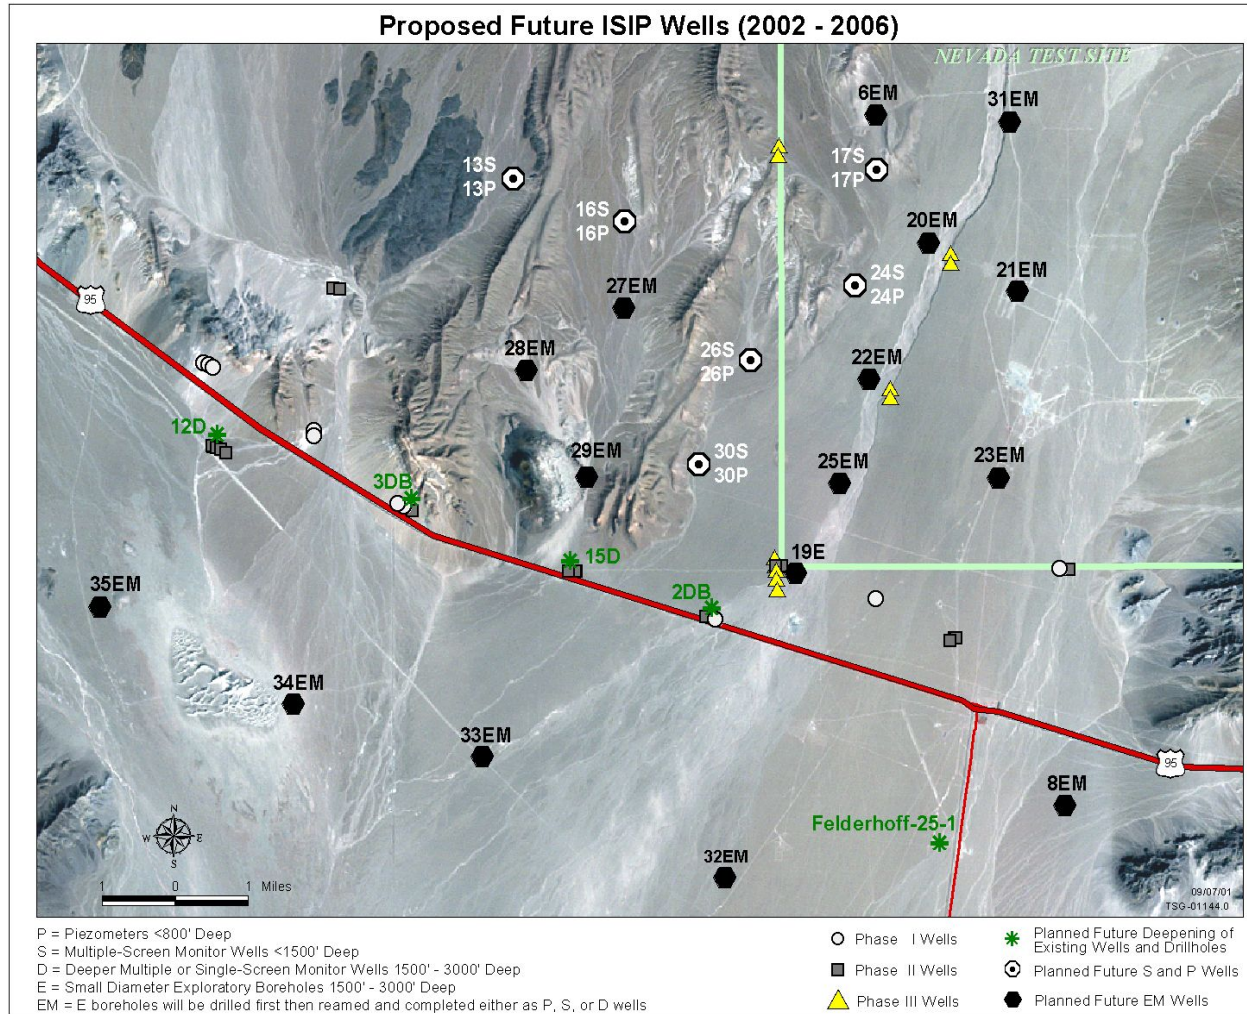 Proposed Future ISIP Wells (2002 - 2006)
NEVADA TEST SITE
6EM
31EM
13S
13P
17S
17P
16S
16P
20EM
24S
24P
21EM
27EM
95
28EM
26S
26P
22EM
12D
29EM
30S
30P
25EM
23EM
3DB
15D
19E
2DB
35EM
34EM
33EM
95
8EM
Felderhoff-25-1
32EM
N
W E
S
1 0 1 Miles
09/07/01
TSG-01144.0
P = Piezometers <800' Deep
S = Multiple-Screen Monitor Wells <1500' Deep
D = Deeper Multiple or Single-Screen Monitor Wells 1500' - 3000' Deep
E = Small Diameter Exploratory Boreholes 1500' - 3000' Deep
EM = E boreholes will be drilled first then reamed and completed either as P, S, or D wells
Phase I Wells
Phase II Wells
Phase III Wells
Planned Future Deepening of
Existing Wells and Drillholes
Planned Future S and P Wells
Planned Future EM Wells